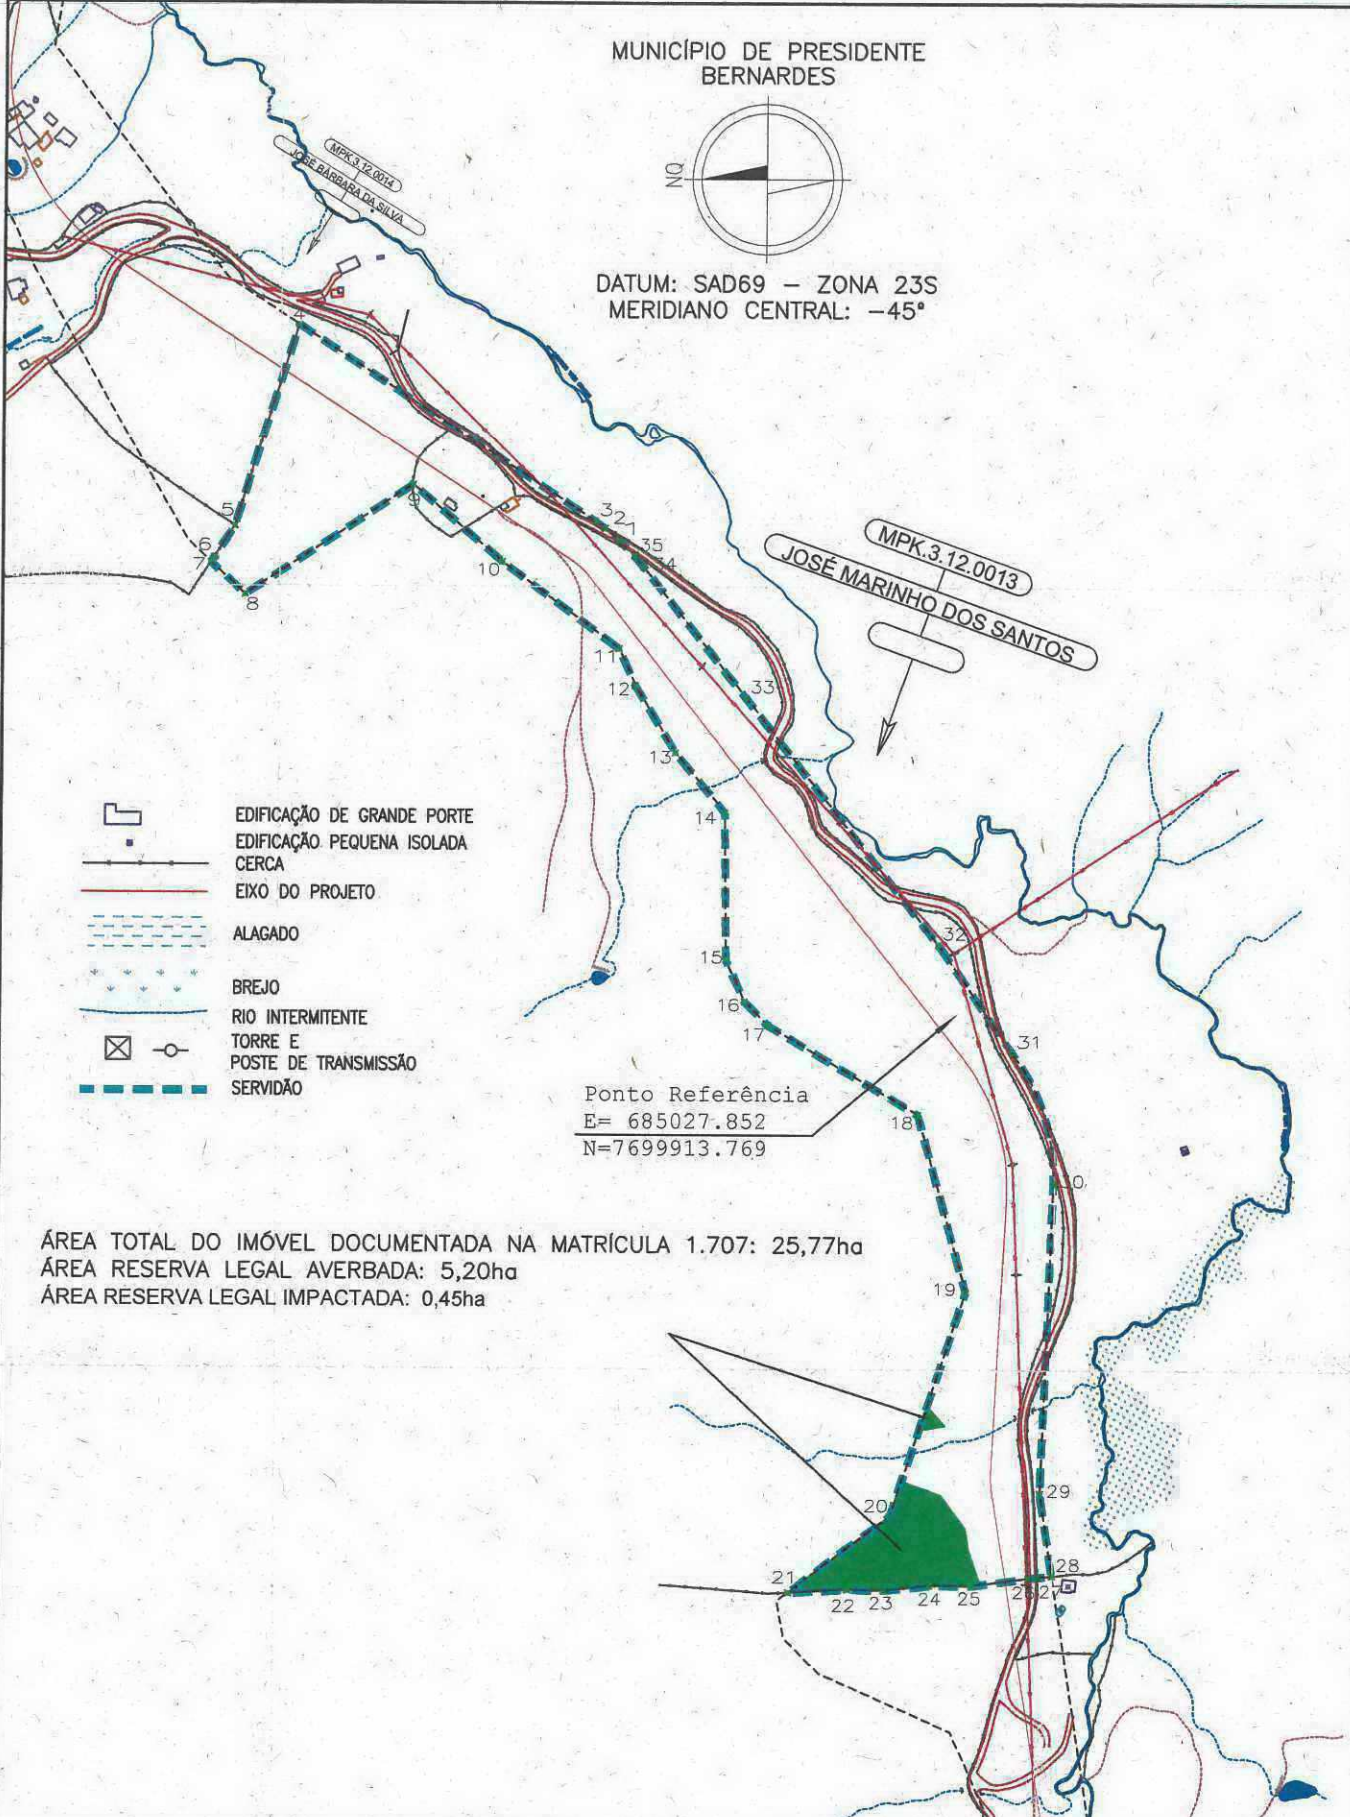 MUNICÍPIO DE PRESIDENTE
BERNARDES
NQ
DATUM: SAD69 – ZONA 23S
MERIDIANO CENTRAL: –45°
MPK.3.12.0014
JOSÉ BÁRBARA DA SILVA
4
5
6
7
8
9
10
11
12
13
14
15
16
17
18
19
20
21
22
23
24
25
26
28
29
31
32
33
34
35
1
32
MPK.3.12.0013
JOSÉ MARINHO DOS SANTOS
EDIFICAÇÃO DE GRANDE PORTE
EDIFICAÇÃO PEQUENA ISOLADA
CERCA
EIXO DO PROJETO
ALAGADO
BREJO
RIO INTERMITENTE
TORRE E
POSTE DE TRANSMISSÃO
SERVIDÃO
Ponto Referência
E= 685027.852
N=7699913.769
ÁREA TOTAL DO IMÓVEL DOCUMENTADA NA MATRÍCULA 1.707: 25,77ha
ÁREA RESERVA LEGAL AVERBADA: 5,20ha
ÁREA RESERVA LEGAL IMPACTADA: 0,45ha